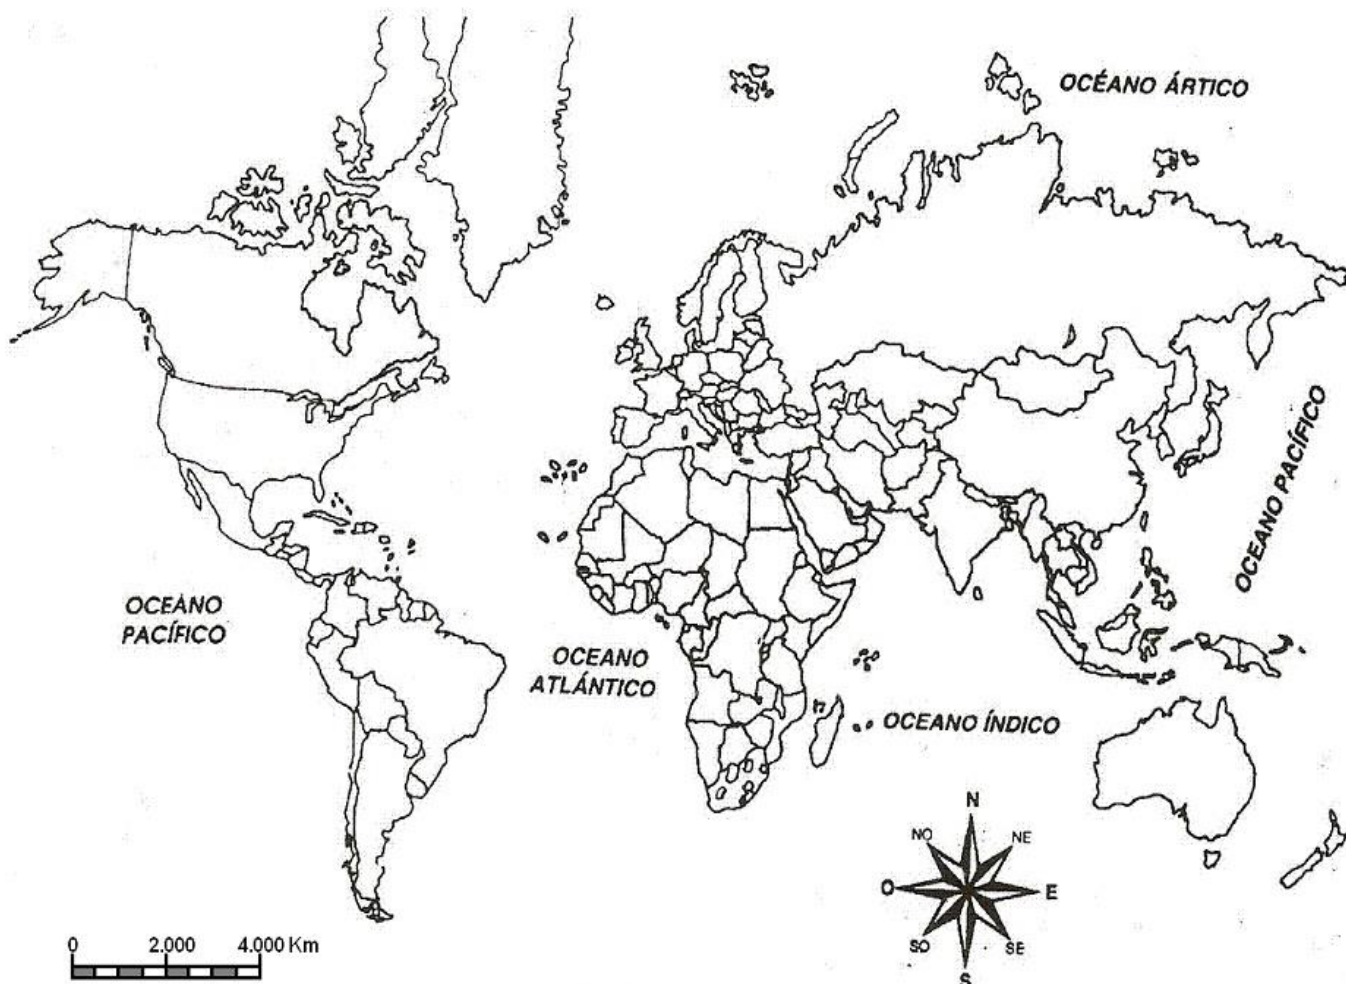 OCÉANO ÁRTICO
OCEANO PACÍFICO
OCEANO
PACÍFICO
OCEANO
ATLÁNTICO
OCEANO ÍNDICO
N
NO
NE
O
E
SO
SE
S
0 2.000 4.000 Km